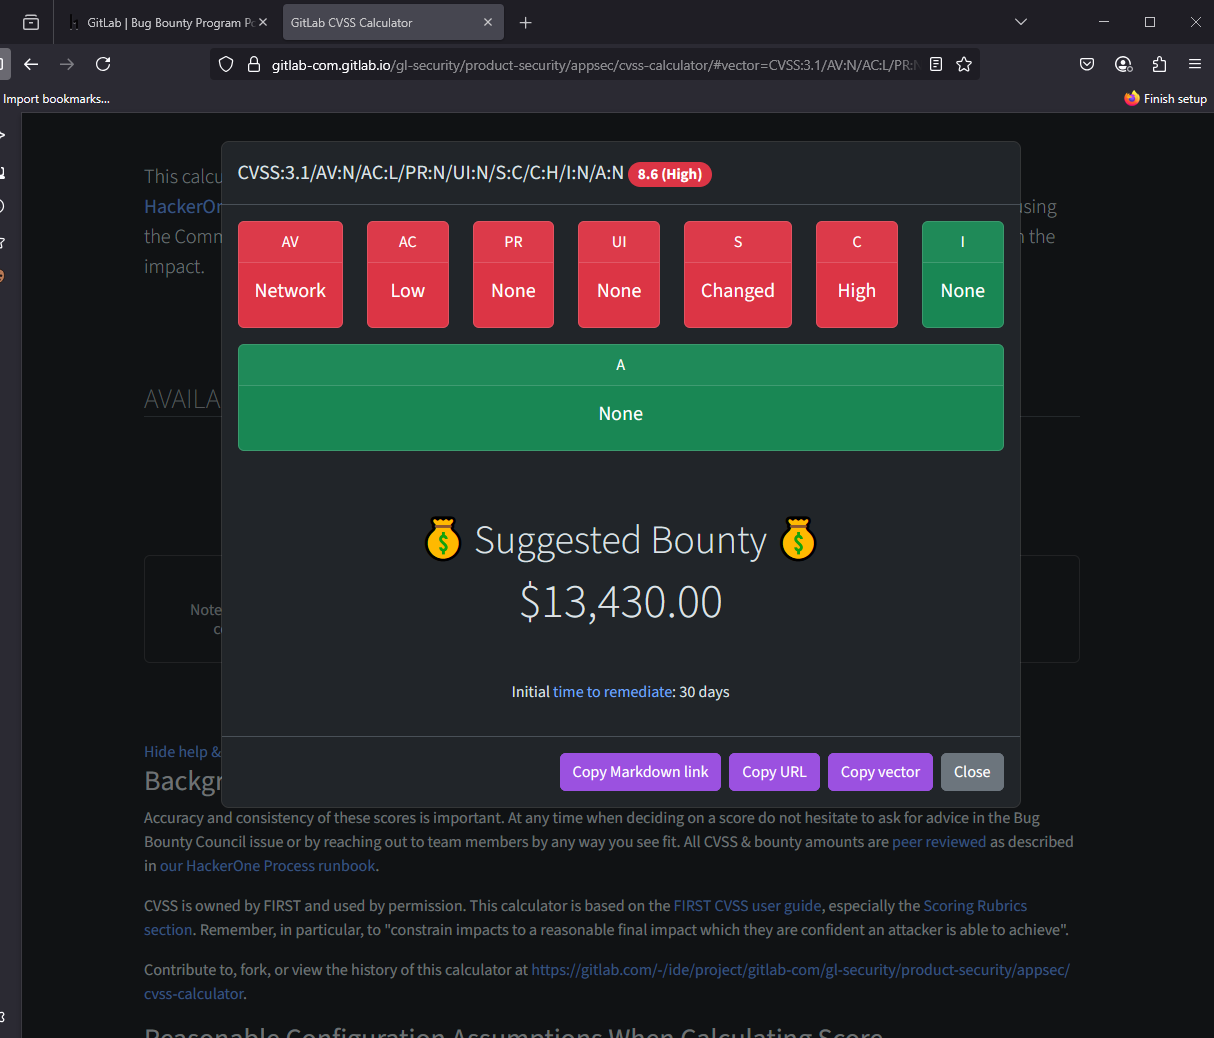 GitLab | Bug Bounty Program Po
GitLab CVSS Calculator
gitlab-com.gitlab.io/gl-security/product-security/appsec/cvss-calculator/#vector=CVSS:3.1/AV:N/AC:L/PR:N
Import bookmarks...
Finish setup
This calcu
CVSS:3.1/AV:N/AC:L/PR:N/UI:N/S:C/C:H/I:N/A:N 8.6 (High)
HackerOn
using
the Comm
the
impact.
AV
AC
PR
UI
S
C
I
Network
Low
None
None
Changed
High
None
A
None
AVAILA
💰 Suggested Bounty 💰
$13,430.00
Note
Initial time to remediate: 30 days
Hide help &
Copy Markdown link
Copy URL
Copy vector
Close
Backgr
Accuracy and consistency of these scores is important. At any time when deciding on a score do not hesitate to ask for advice in the Bug
Bounty Council issue or by reaching out to team members by any way you see fit. All CVSS & bounty amounts are peer reviewed as described
in our HackerOne Process runbook.
CVSS is owned by FIRST and used by permission. This calculator is based on the FIRST CVSS user guide, especially the Scoring Rubrics
section. Remember, in particular, to "constrain impacts to a reasonable final impact which they are confident an attacker is able to achieve".
Contribute to, fork, or view the history of this calculator at https://gitlab.com/-/ide/project/gitlab-com/gl-security/product-security/appsec/
cvss-calculator.
Reasonable Configuration Assumptions When Calculating Score